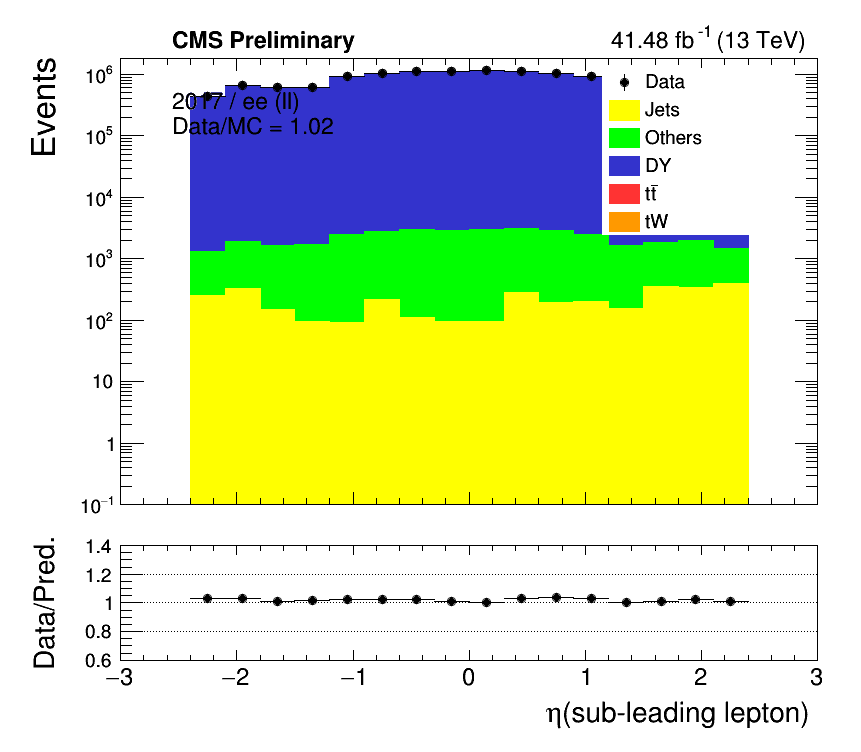 CMS Preliminary
41.48 fb⁻¹ (13 TeV)
Events
10⁶
10⁵
10⁴
10³
10²
10
1
10⁻¹
2017 / ee (II)
Data/MC = 1.02
Data
Jets
Others
DY
tt̄
tW
Data/Pred.
1.4
1.2
1
0.8
0.6
−3
−2
−1
0
1
2
3
η(sub-leading lepton)